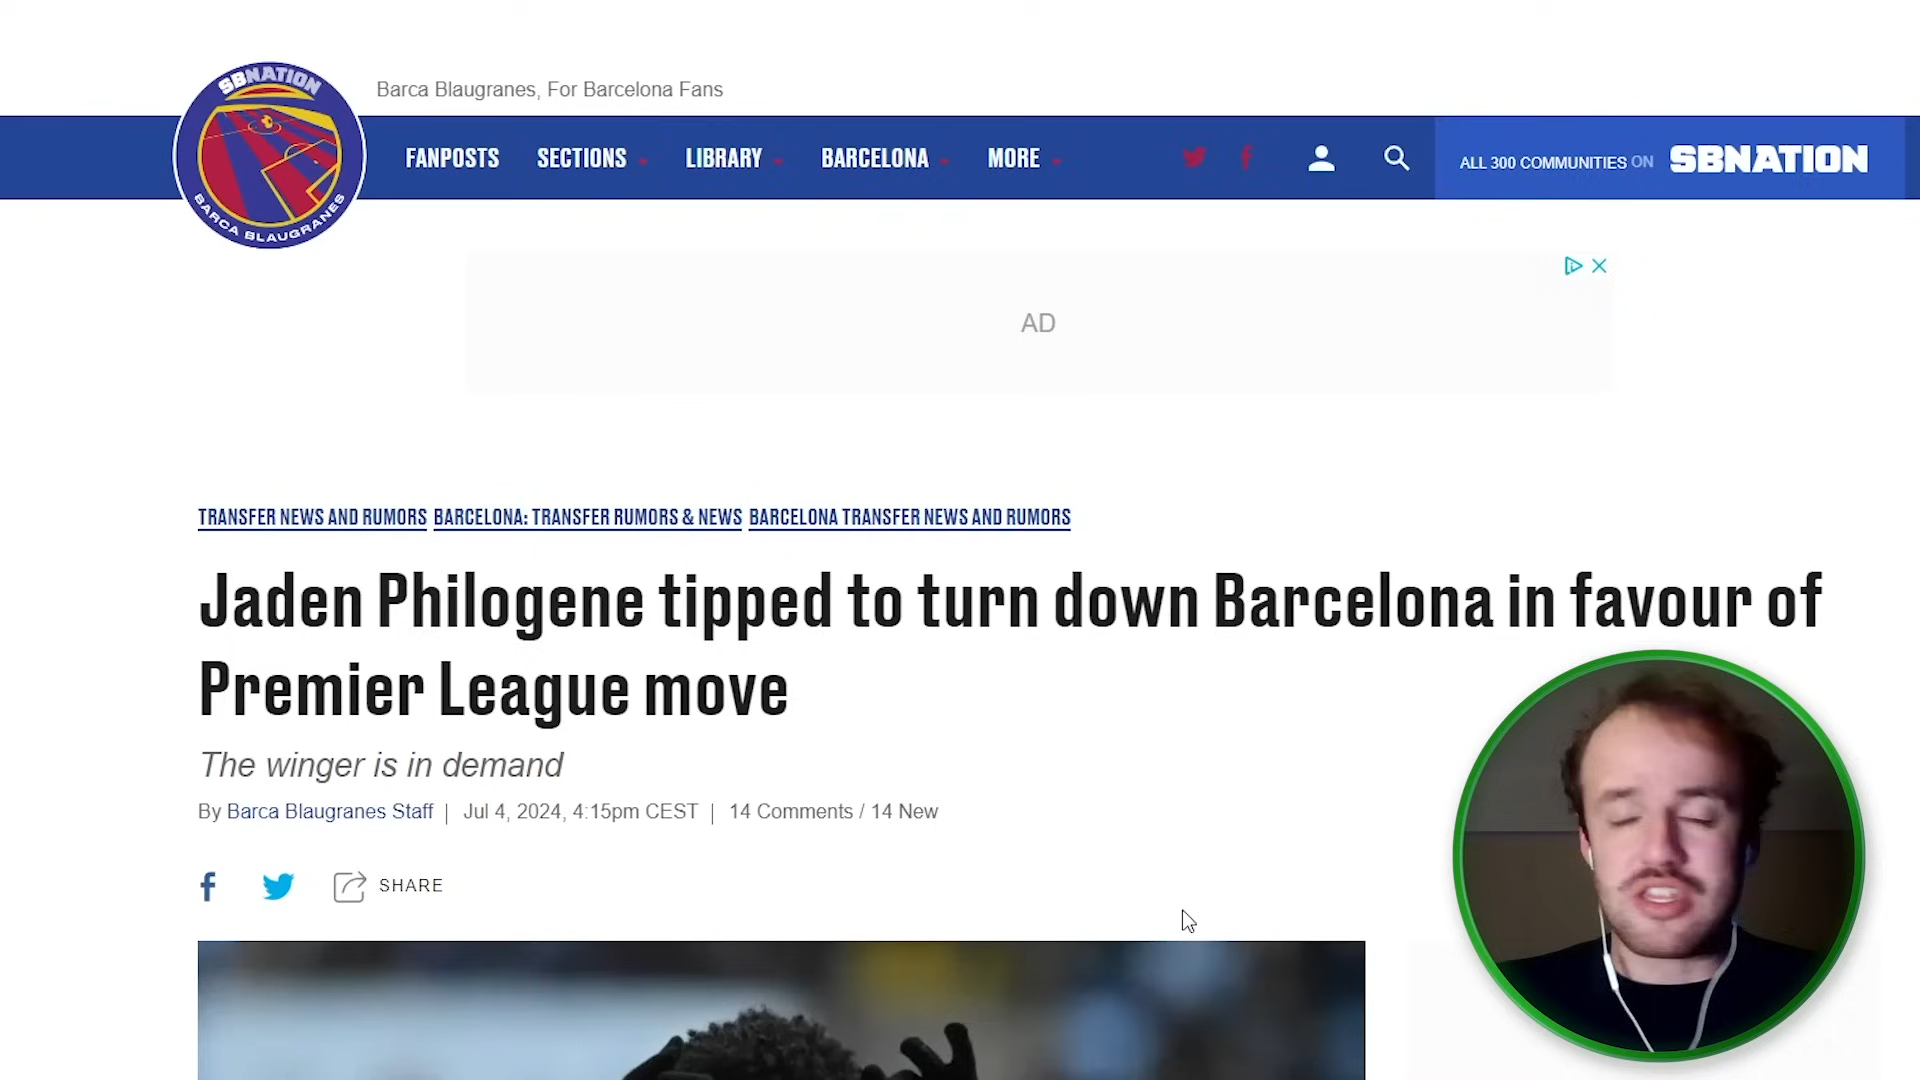 SBNATION
BARCA BLAUGRANES
Barca Blaugranes, For Barcelona Fans
FANPOSTS SECTIONS LIBRARY BARCELONA MORE
ALL 300 COMMUNITIES ON SBNATION
AD
TRANSFER NEWS AND RUMORS BARCELONA: TRANSFER RUMORS & NEWS BARCELONA TRANSFER NEWS AND RUMORS
Jaden Philogene tipped to turn down Barcelona in favour of
Premier League move
The winger is in demand
By Barca Blaugranes Staff | Jul 4, 2024, 4:15pm CEST | 14 Comments / 14 New
SHARE